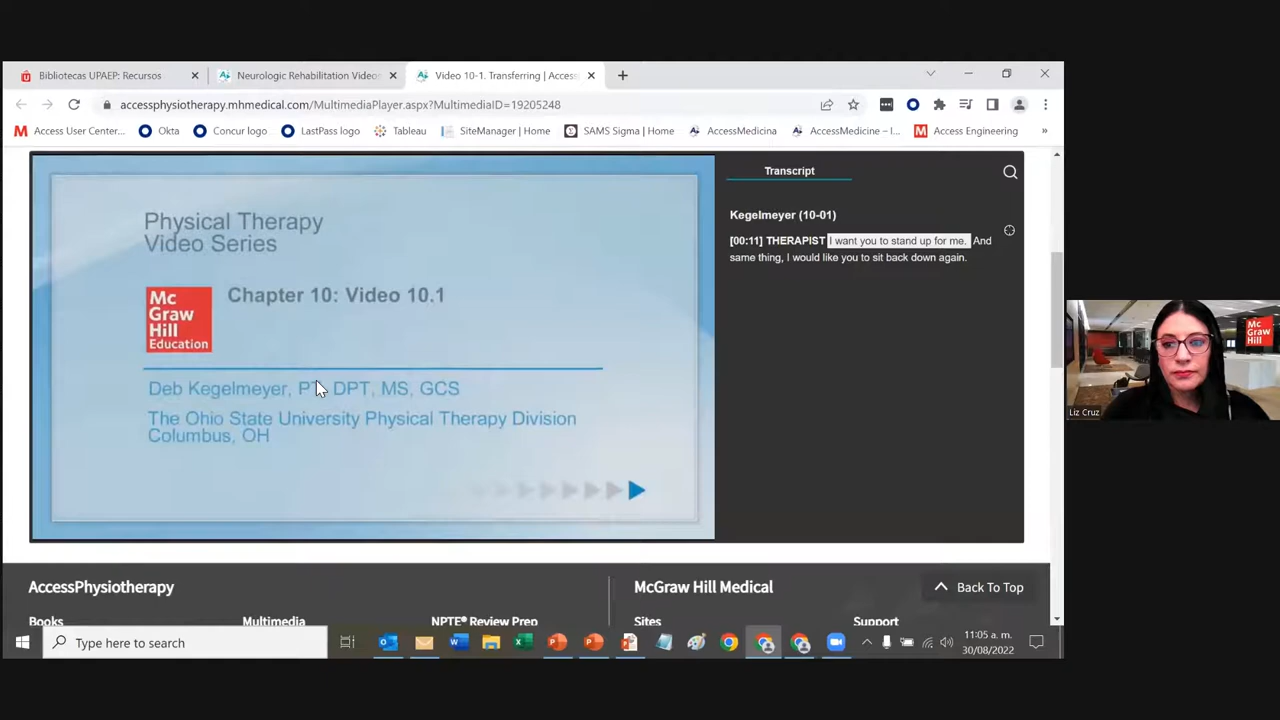 Bibliotecas UPAEP: Recursos
Neurologic Rehabilitation Videos
Video 10-1. Transferring | Access
accessphysiotherapy.mhmedical.com/MultimediaPlayer.aspx?MultimediaID=19205248
Access User Center... Okta Concur logo LastPass logo Tableau SiteManager | Home SAMS Sigma | Home AccessMedicina AccessMedicine – I... Access Engineering »
Physical Therapy
Video Series
Mc
Graw
Hill
Education
Chapter 10: Video 10.1
Deb Kegelmeyer, PT, DPT, MS, GCS
The Ohio State University Physical Therapy Division
Columbus, OH
Transcript
Kegelmeyer (10-01)
[00:11] THERAPIST I want you to stand up for me. And
same thing, I would like you to sit back down again.
Mc
Graw
Hill
Liz Cruz
AccessPhysiotherapy
McGraw Hill Medical
Back To Top
Books Multimedia NPTE® Review Prep Sites Support
Type here to search
11:05 a. m.
30/08/2022